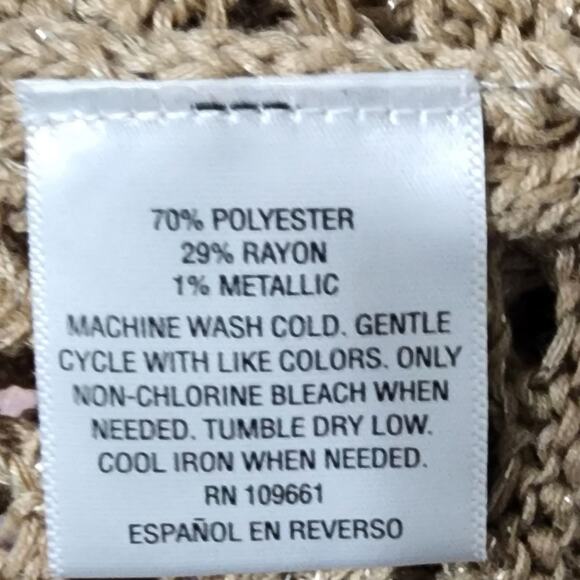 70% POLYESTER
29% RAYON
1% METALLIC
MACHINE WASH COLD. GENTLE
CYCLE WITH LIKE COLORS. ONLY
NON-CHLORINE BLEACH WHEN
NEEDED. TUMBLE DRY LOW.
COOL IRON WHEN NEEDED.
RN 109661
ESPAÑOL EN REVERSO